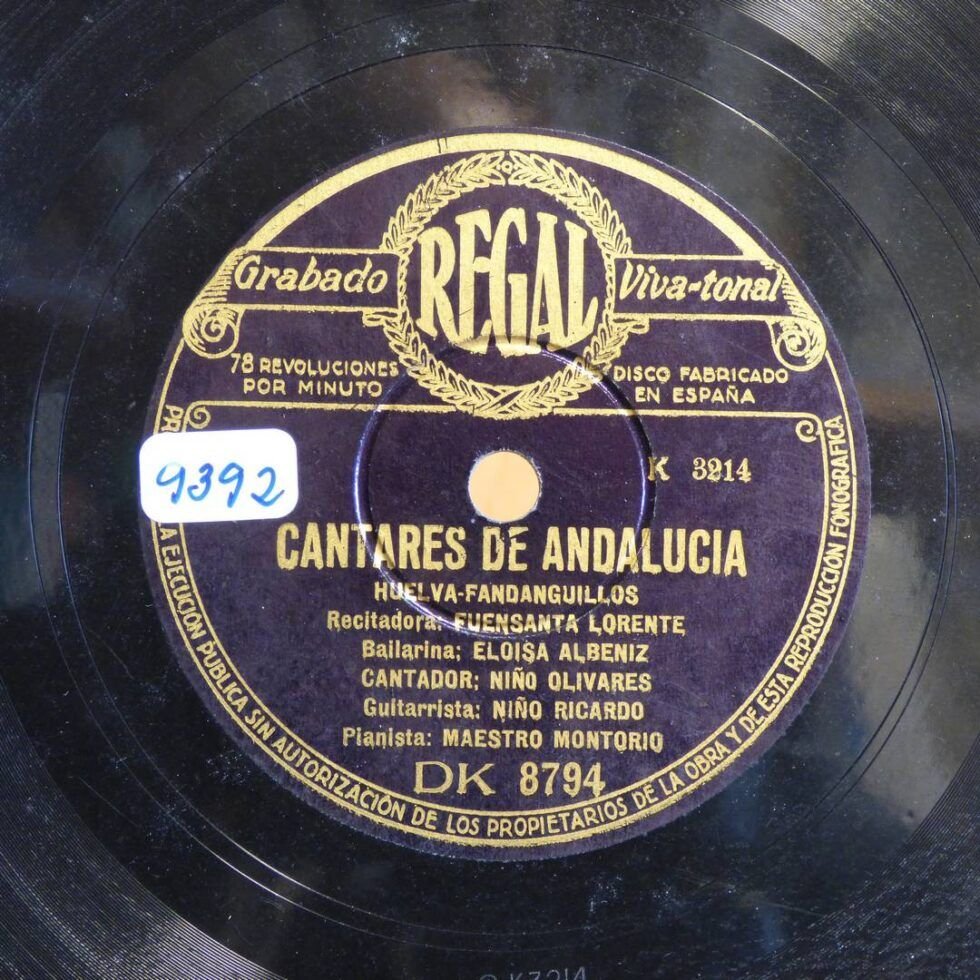 REGAL
Grabado Viva-tonal
78 REVOLUCIONES
POR MINUTO
DISCO FABRICADO
EN ESPAÑA
9392
K 3214
CANTARES DE ANDALUCIA
HUELVA-FANDANGUILLOS
Recitadora: FUENSANTA LORENTE
Bailarina; ELOISA ALBENIZ
CANTADOR; NIÑO OLIVARES
Guitarrista: NIÑO RICARDO
Pianista: MAESTRO MONTORIO
DK 8794
LA EJECUCIÓN PUBLICA SIN AUTORIZACIÓN DE LOS PROPIETARIOS DE LA OBRA Y DE ESTA REPRODUCCIÓN FONOGRAFICA
K3214